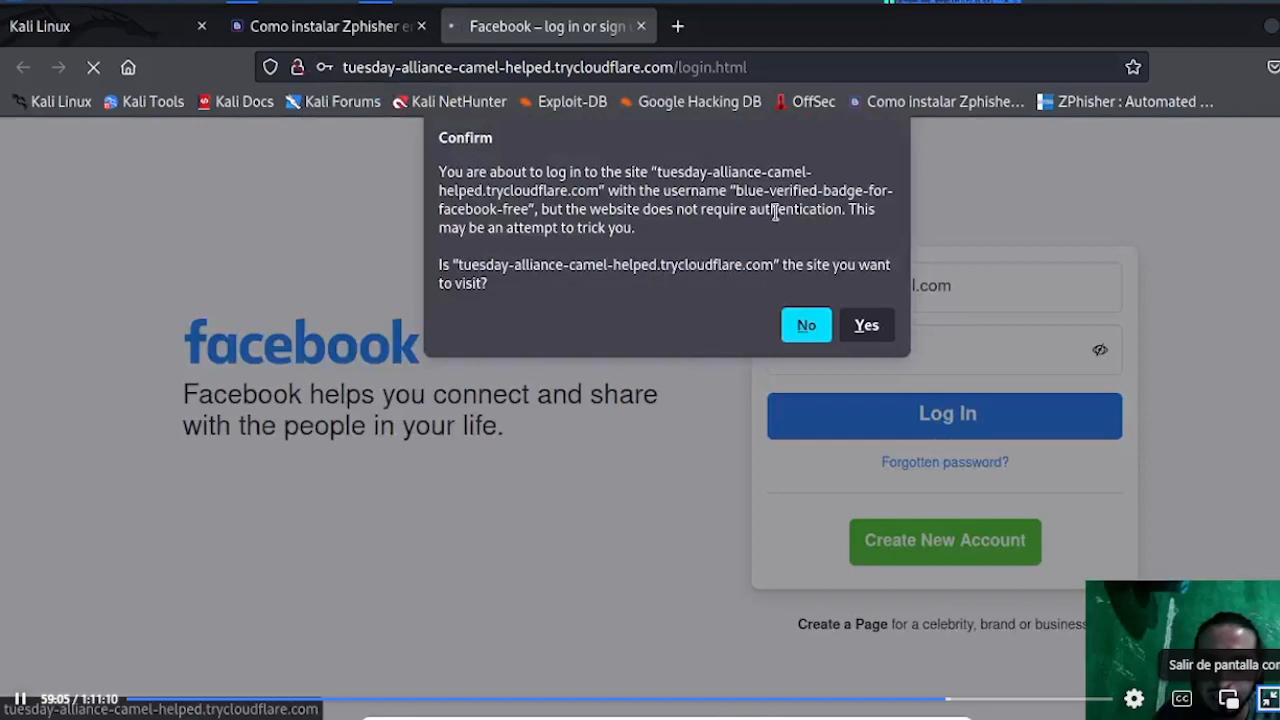 Kali Linux
Como instalar Zphisher e
Facebook – log in or sign
tuesday-alliance-camel-helped.trycloudflare.com/login.html
Kali Linux Kali Tools Kali Docs Kali Forums Kali NetHunter Exploit-DB Google Hacking DB OffSec Como instalar Zphishe... ZPhisher : Automated ...
Confirm
You are about to log in to the site “tuesday-alliance-camel-
helped.trycloudflare.com” with the username “blue-verified-badge-for-
facebook-free”, but the website does not require authentication. This
may be an attempt to trick you.
Is “tuesday-alliance-camel-helped.trycloudflare.com” the site you want
to visit?
No Yes
l.com
facebook
Facebook helps you connect and share
with the people in your life.
Log In
Forgotten password?
Create New Account
Create a Page for a celebrity, brand or business
Salir de pantalla com
59:05 / 1:11:10
CC
tuesday-alliance-camel-helped.trycloudflare.com